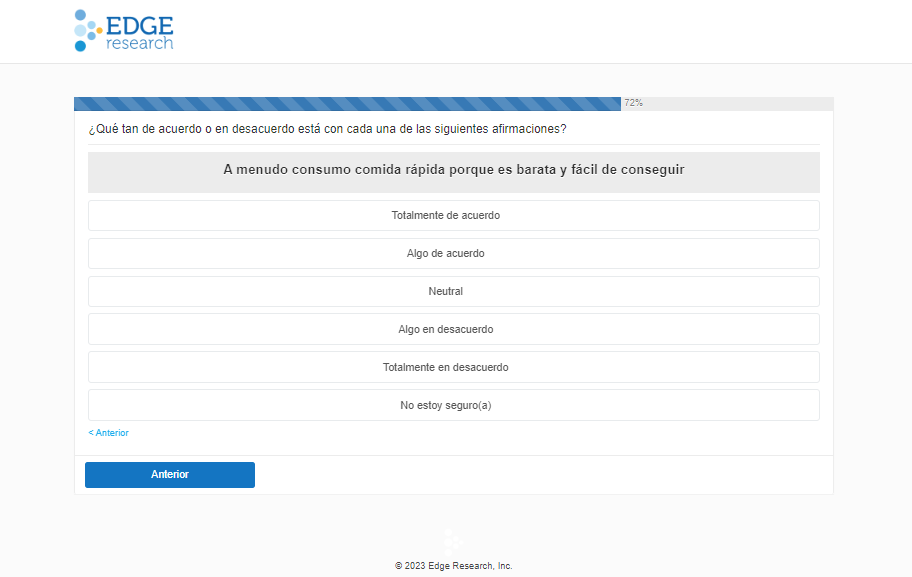 EDGE
research
72%
¿Qué tan de acuerdo o en desacuerdo está con cada una de las siguientes afirmaciones?
A menudo consumo comida rápida porque es barata y fácil de conseguir
Totalmente de acuerdo
Algo de acuerdo
Neutral
Algo en desacuerdo
Totalmente en desacuerdo
No estoy seguro(a)
< Anterior
Anterior
© 2023 Edge Research, Inc.